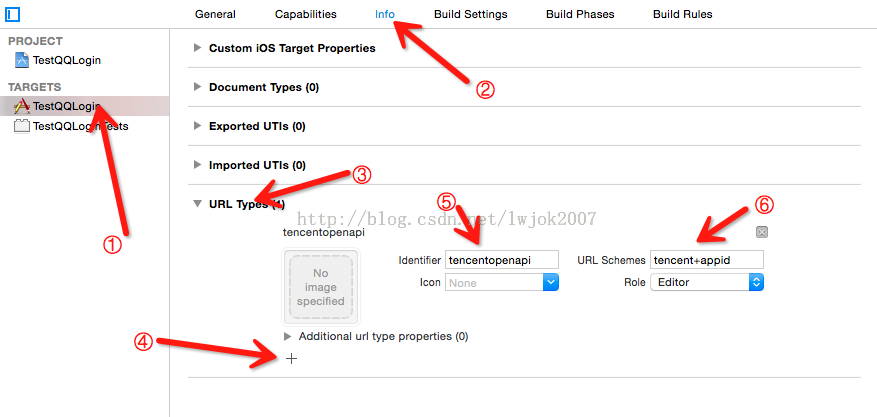 General Capabilities Info Build Settings Build Phases Build Rules
PROJECT
TestQQLogin
TARGETS
TestQQLogin
TestQQLoginTests
①
Custom iOS Target Properties
②
Document Types (0)
Exported UTIs (0)
Imported UTIs (0)
③
URL Types (1)
⑤
⑥
http://blog.csdn.net/lwjok2007
tencentopenapi
No
image
specified
Identifier tencentopenapi URL Schemes tencent+appid
Icon None Role Editor
Additional url type properties (0)
④
+